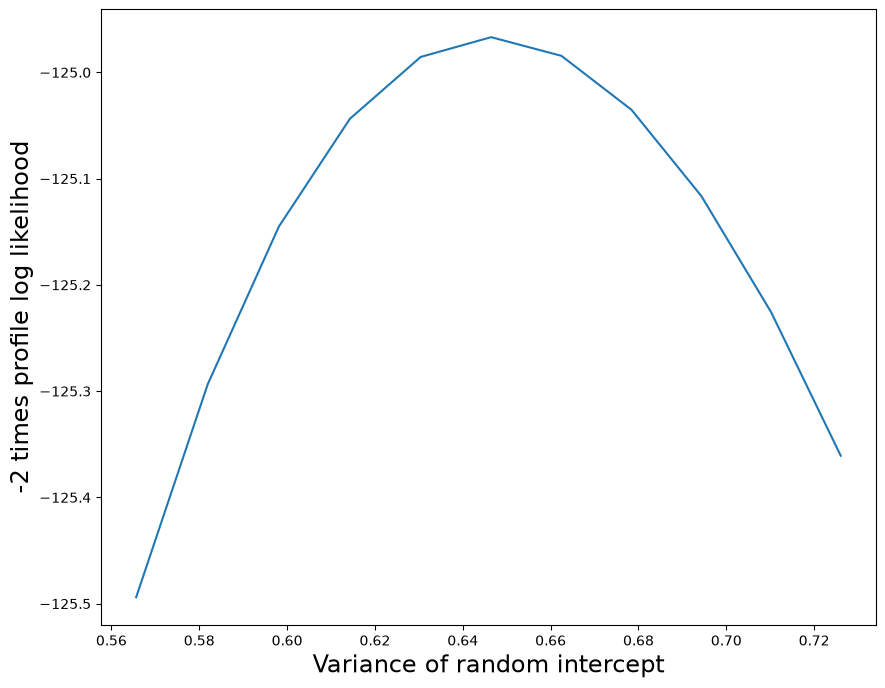 −125.0
−125.1
−125.2
−125.3
−125.4
−125.5
-2 times profile log likelihood
0.56 0.58 0.60 0.62 0.64 0.66 0.68 0.70 0.72
Variance of random intercept